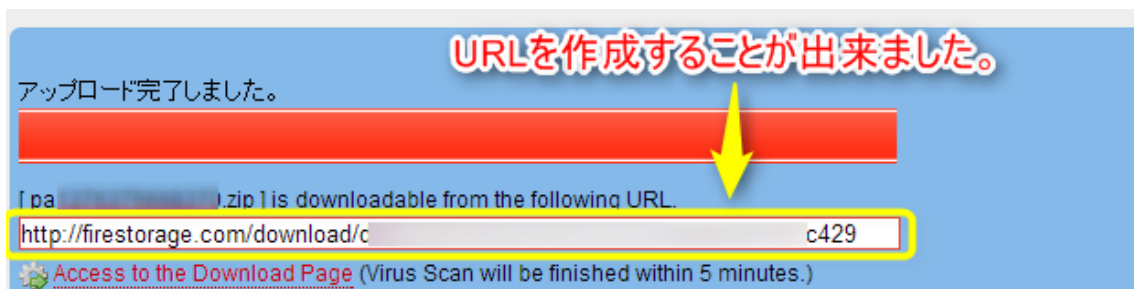 URLを作成することが出来ました。
アップロード完了しました。
[ pa .zip ] is downloadable from the following URL.
http://firestorage.com/download/c c429
Access to the Download Page (Virus Scan will be finished within 5 minutes.)